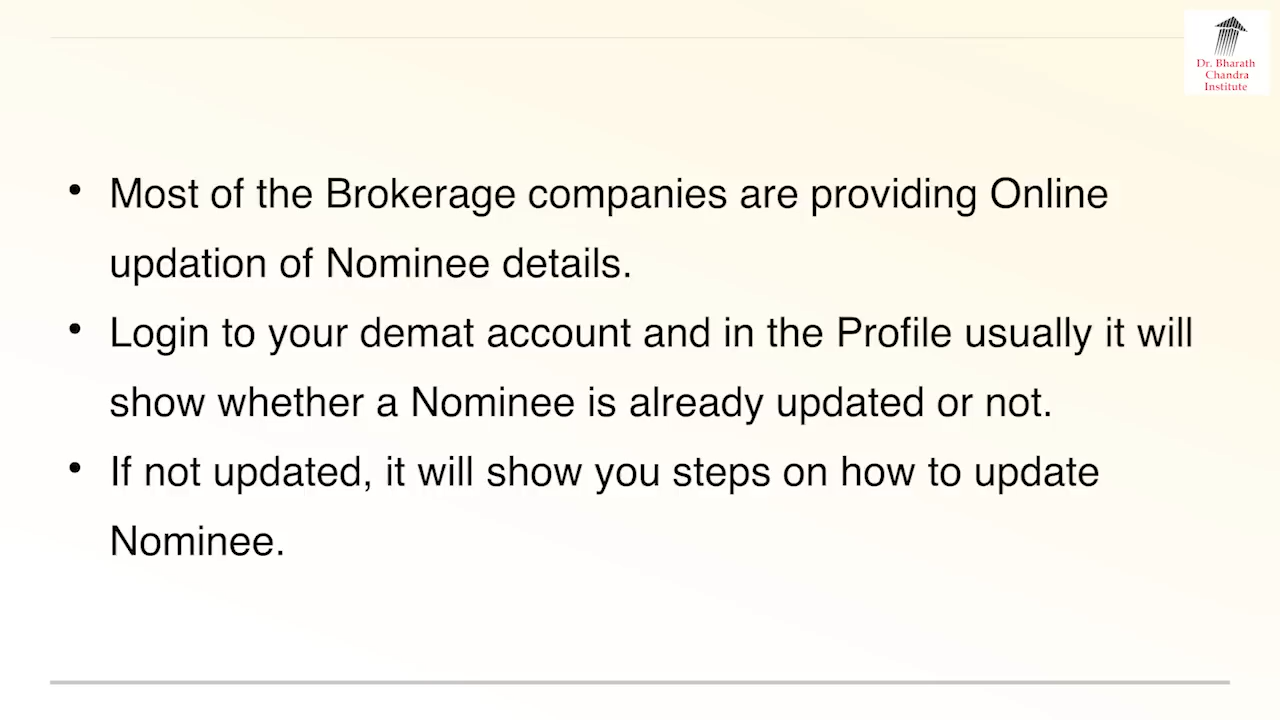 Dr. Bharath
Chandra
Institute
• Most of the Brokerage companies are providing Online
updation of Nominee details.
• Login to your demat account and in the Profile usually it will
show whether a Nominee is already updated or not.
• If not updated, it will show you steps on how to update
Nominee.